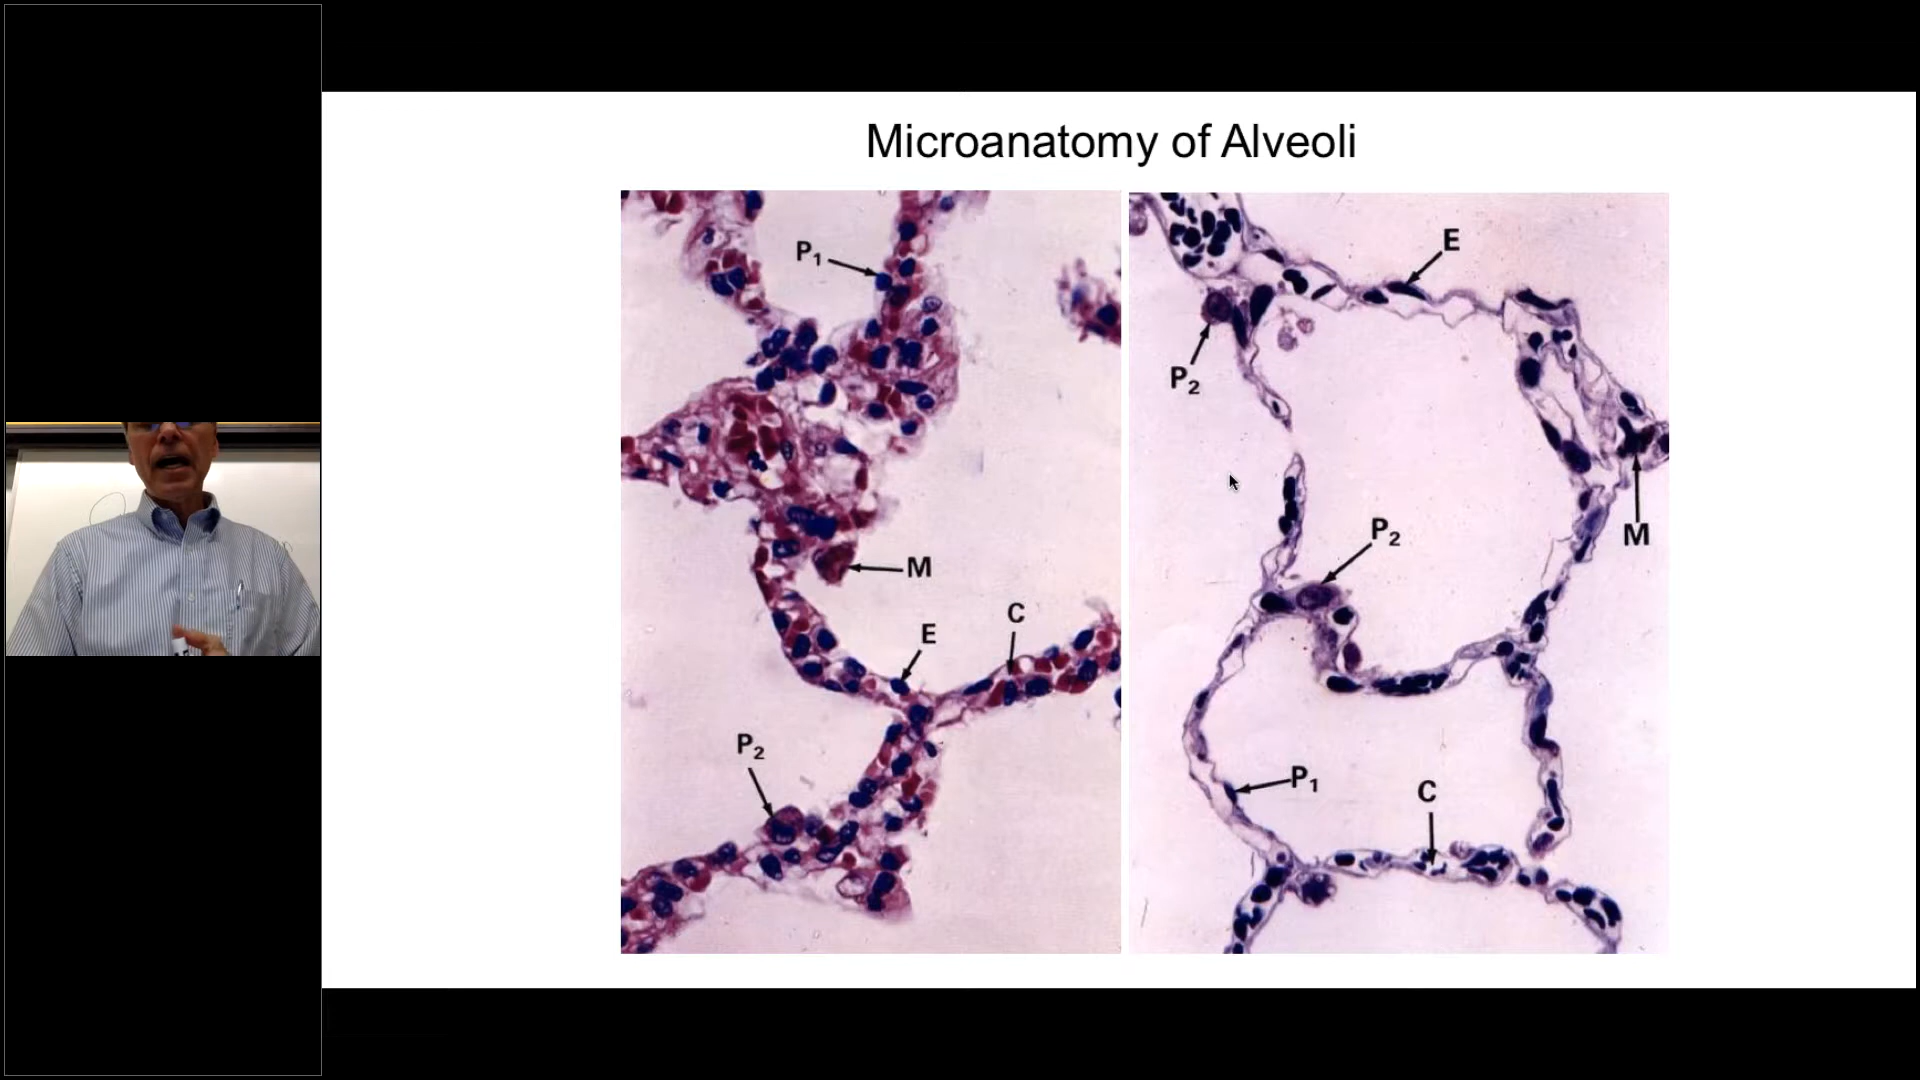 Microanatomy of Alveoli
P₁
M
E
C
P₂
E
P₂
M
P₂
P₁
C